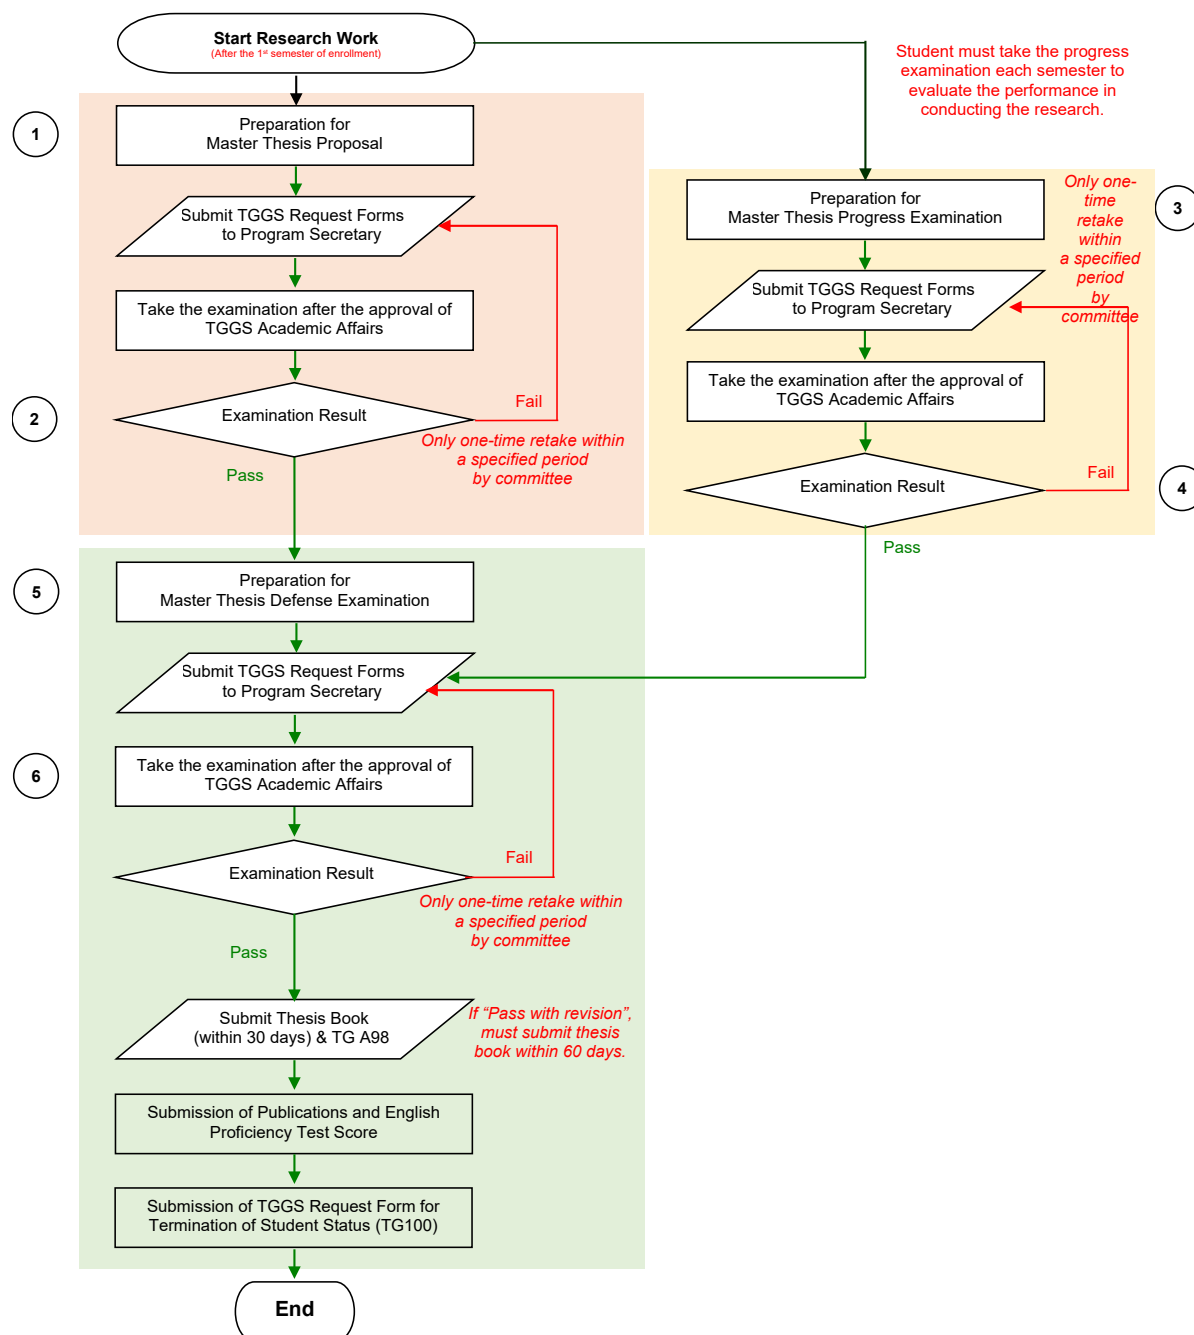 Start Research Work
(After the 1st semester of enrollment)
Student must take the progress
examination each semester to
evaluate the performance in
conducting the research.
1
Preparation for
Master Thesis Proposal
Submit TGGS Request Forms
to Program Secretary
Take the examination after the approval of
TGGS Academic Affairs
2
Examination Result
Fail
Only one-time retake within
a specified period
by committee
Pass
3
Preparation for
Master Thesis Progress Examination
Only one-
time
retake
within
a specified
period
by
committee
Submit TGGS Request Forms
to Program Secretary
Take the examination after the approval of
TGGS Academic Affairs
Examination Result
Fail
4
Pass
5
Preparation for
Master Thesis Defense Examination
Submit TGGS Request Forms
to Program Secretary
6
Take the examination after the approval of
TGGS Academic Affairs
Examination Result
Fail
Only one-time retake within
a specified period
by committee
Pass
Submit Thesis Book
(within 30 days) & TG A98
If “Pass with revision”,
must submit thesis
book within 60 days.
Submission of Publications and English
Proficiency Test Score
Submission of TGGS Request Form for
Termination of Student Status (TG100)
End